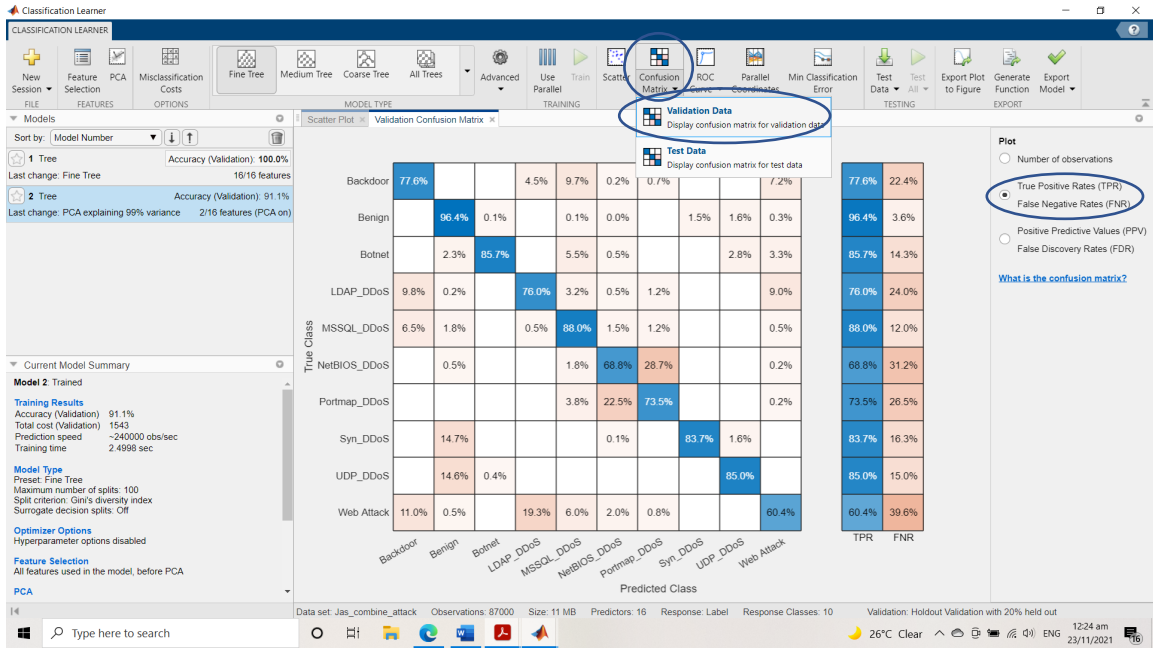 Classification Learner
CLASSIFICATION LEARNER
New Session
Feature Selection
PCA
Misclassification Costs
Fine Tree
Medium Tree
Coarse Tree
All Trees
Advanced
Use Parallel
Train
Scatter
Confusion Matrix
ROC Curve
Parallel Coordinates
Min Classification Error
Test Data
Test All
Export Plot to Figure
Generate Function
Export Model
FILE
FEATURES
OPTIONS
MODEL TYPE
TRAINING
TESTING
EXPORT
Validation Data
Display confusion matrix for validation data
Test Data
Display confusion matrix for test data
Models
Sort by: Model Number
1 Tree Accuracy (Validation): 100.0%
Last change: Fine Tree 16/16 features
2 Tree Accuracy (Validation): 91.1%
Last change: PCA explaining 99% variance 2/16 features (PCA on)
Current Model Summary
Model 2: Trained
Training Results
Accuracy (Validation) 91.1%
Total cost (Validation) 1543
Prediction speed ~240000 obs/sec
Training time 2.4998 sec
Model Type
Preset: Fine Tree
Maximum number of splits: 100
Split criterion: Gini's diversity index
Surrogate decision splits: Off
Optimizer Options
Hyperparameter options disabled
Feature Selection
All features used in the model, before PCA
PCA
Scatter Plot × Validation Confusion Matrix ×
True Class
Backdoor 77.6% 4.5% 9.7% 0.2% 0.7% 7.2% 77.6% 22.4%
Benign 96.4% 0.1% 0.1% 0.0% 1.5% 1.6% 0.3% 96.4% 3.6%
Botnet 2.3% 85.7% 5.5% 0.5% 2.8% 3.3% 85.7% 14.3%
LDAP_DDoS 9.8% 0.2% 76.0% 3.2% 0.5% 1.2% 9.0% 76.0% 24.0%
MSSQL_DDoS 6.5% 1.8% 0.5% 88.0% 1.5% 1.2% 0.5% 88.0% 12.0%
NetBIOS_DDoS 0.5% 1.8% 68.8% 28.7% 0.2% 68.8% 31.2%
Portmap_DDoS 3.8% 22.5% 73.5% 0.2% 73.5% 26.5%
Syn_DDoS 14.7% 0.1% 83.7% 1.6% 83.7% 16.3%
UDP_DDoS 14.6% 0.4% 85.0% 85.0% 15.0%
Web Attack 11.0% 0.5% 19.3% 6.0% 2.0% 0.8% 60.4% 60.4% 39.6%
Backdoor Benign Botnet LDAP_DDoS MSSQL_DDoS NetBIOS_DDoS Portmap_DDoS Syn_DDoS UDP_DDoS Web Attack TPR FNR
Predicted Class
Plot
Number of observations
True Positive Rates (TPR)
False Negative Rates (FNR)
Positive Predictive Values (PPV)
False Discovery Rates (FDR)
What is the confusion matrix?
Data set: Jas_combine_attack Observations: 87000 Size: 11 MB Predictors: 16 Response: Label Response Classes: 10 Validation: Holdout Validation with 20% held out
Type here to search
26°C Clear
ENG
12:24 am
23/11/2021
16